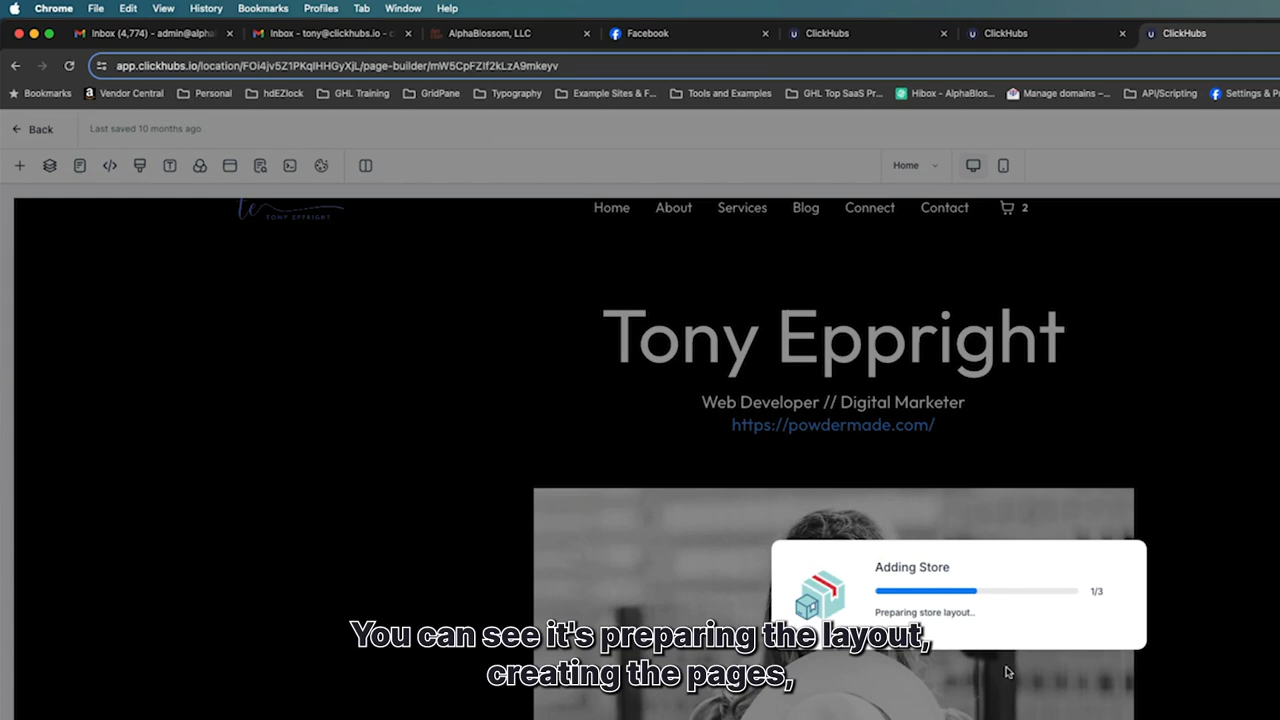 Chrome File Edit View History Bookmarks Profiles Tab Window Help
Inbox (4,774) - admin@alpha Inbox - tony@clickhubs.io - c AlphaBlossom, LLC Facebook ClickHubs ClickHubs ClickHubs
app.clickhubs.io/location/FOi4jv5Z1PKqIHHGyXjL/page-builder/mW5CpFZIf2kLzA9mkeyv
Bookmarks Vendor Central Personal hdEZlock GHL Training GridPane Typography Example Sites & F... Tools and Examples GHL Top SaaS Pr... Hibox - AlphaBlos... Manage domains –... API/Scripting Settings & P
Back Last saved 10 months ago
Home
te TONY EPPRIGHT Home About Services Blog Connect Contact 2
Tony Eppright
Web Developer // Digital Marketer
https://powdermade.com/
Adding Store
1/3
Preparing store layout..
You can see it's preparing the layout,
creating the pages,